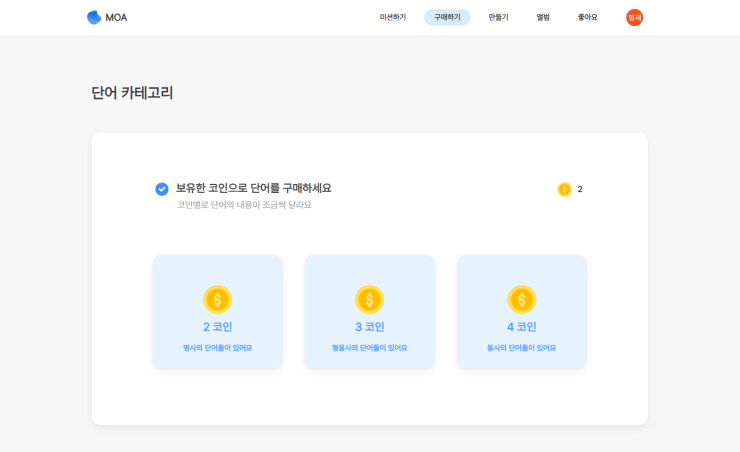 MOA
미션하기 구매하기 만들기 앨범 좋아요 형재
단어 카테고리
보유한 코인으로 단어를 구매하세요 2
코인별로 단어의 내용이 조금씩 달라요
$ $ $
2 코인 3 코인 4 코인
명사의 단어들이 있어요 형용사의 단어들이 있어요 동사의 단어들이 있어요